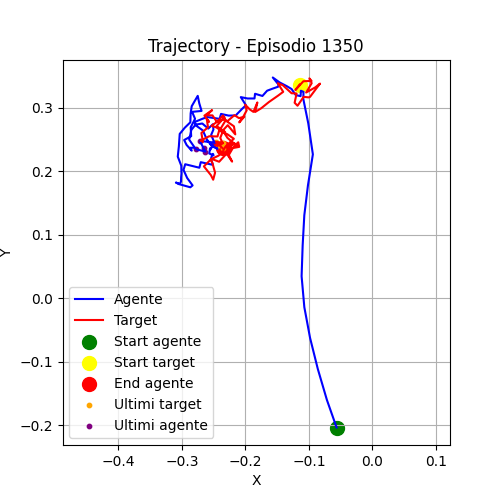 Trajectory - Episodio 1350
0.3
0.2
0.1
0.0
−0.1
−0.2
Y
Agente
Target
Start agente
Start target
End agente
Ultimi target
Ultimi agente
−0.4
−0.3
−0.2
−0.1
0.0
0.1
X